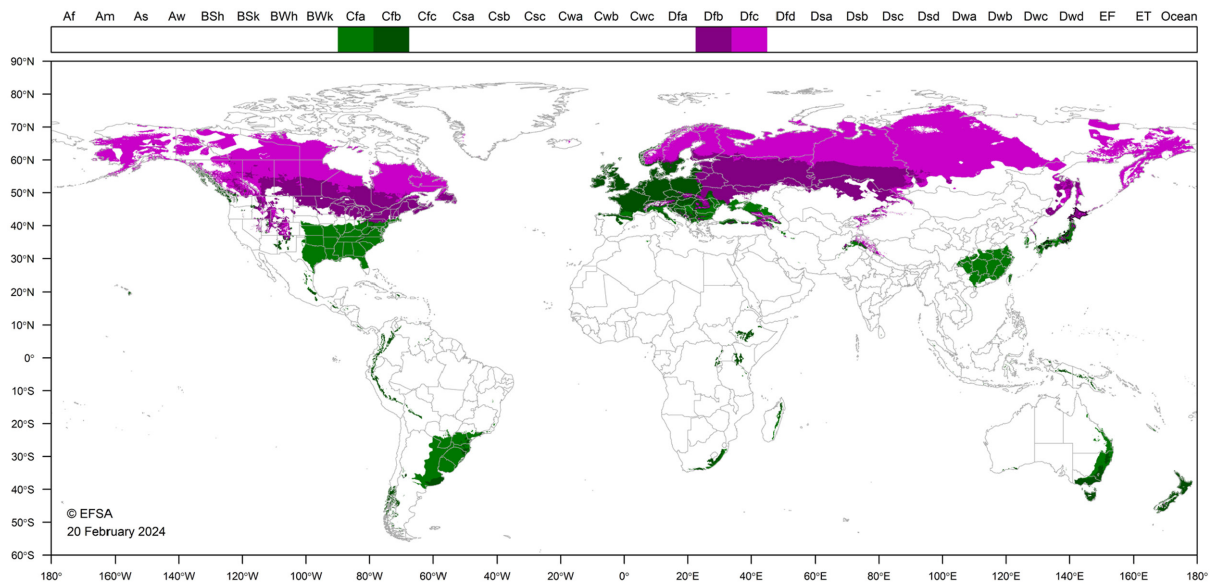 Af Am As Aw BSh BSk BWh BWk Cfa Cfb Cfc Csa Csb Csc Cwa Cwb Cwc Dfa Dfb Dfc Dfd Dsa Dsb Dsc Dsd Dwa Dwb Dwc Dwd EF ET Ocean
90°N
80°N
70°N
60°N
50°N
40°N
30°N
20°N
10°N
0°
10°S
20°S
30°S
40°S
50°S
60°S
© EFSA
20 February 2024
180° 160°W 140°W 120°W 100°W 80°W 60°W 40°W 20°W 0° 20°E 40°E 60°E 80°E 100°E 120°E 140°E 160°E 180°